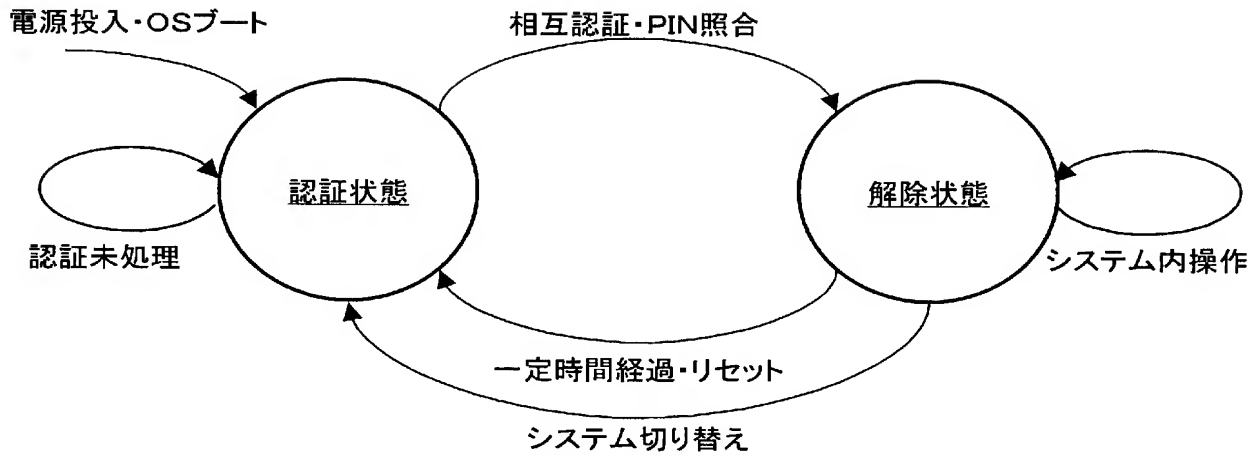 電源投入・OSブート
相互認証・PIN照合
認証状態
解除状態
認証未処理
システム内操作
一定時間経過・リセット
システム切り替え